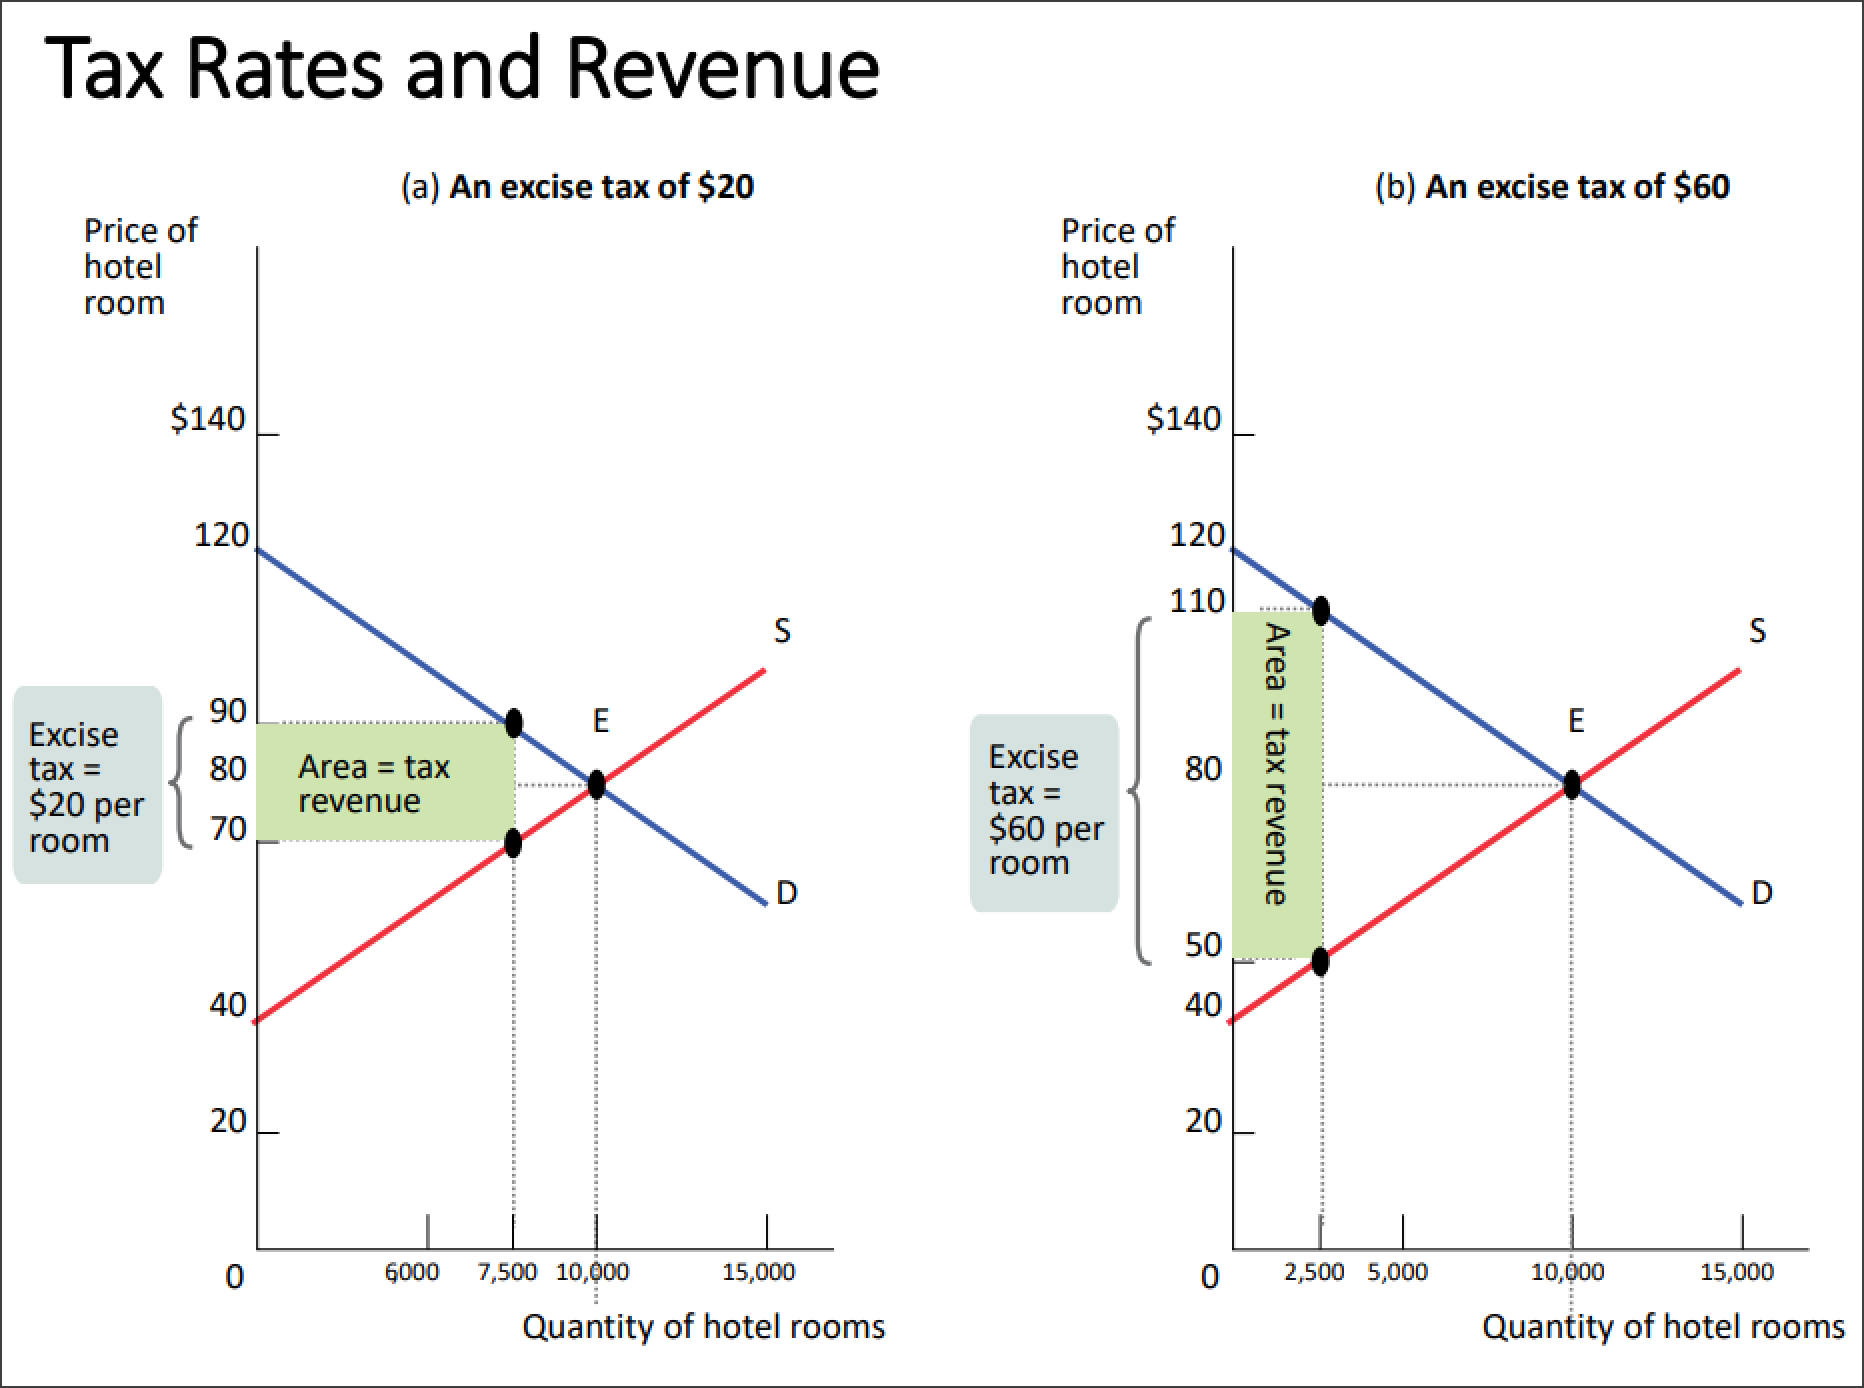 Tax Rates and Revenue
(a) An excise tax of $20
Price of
hotel
room
$140
120
90
80
70
40
20
0
Excise
tax =
$20 per
room
Area = tax
revenue
S
E
D
6000 7,500 10,000 15,000
Quantity of hotel rooms
(b) An excise tax of $60
Price of
hotel
room
$140
120
110
80
50
40
20
0
Excise
tax =
$60 per
room
Area = tax revenue
S
E
D
2,500 5,000 10,000 15,000
Quantity of hotel rooms